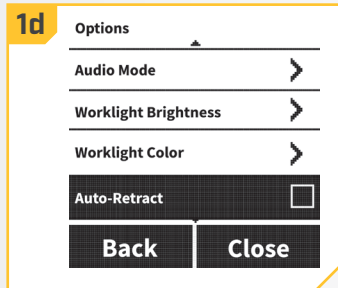 1d
Options
Audio Mode
Worklight Brightness
Worklight Color
Auto-Retract
Back Close